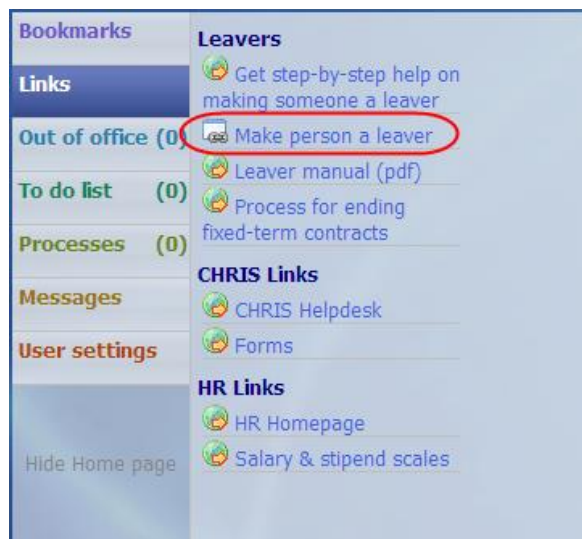 Bookmarks
Links
Out of office (0)
To do list (0)
Processes (0)
Messages
User settings
Hide Home page
Leavers
Get step-by-step help on
making someone a leaver
Make person a leaver
Leaver manual (pdf)
Process for ending
fixed-term contracts
CHRIS Links
CHRIS Helpdesk
Forms
HR Links
HR Homepage
Salary & stipend scales